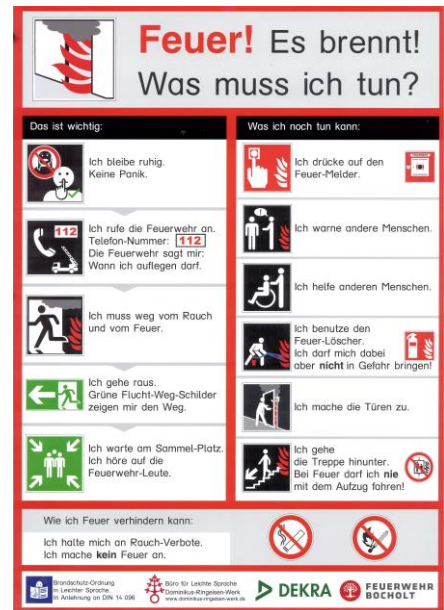 Feuer! Es brennt!
Was muss ich tun?
Das ist wichtig:
Ich bleibe ruhig.
Keine Panik.
112
Ich rufe die Feuerwehr an.
Telefon-Nummer: 112
Die Feuerwehr sagt mir:
Wann ich auflegen darf.
Ich muss weg vom Rauch
und vom Feuer.
Ich gehe raus.
Grüne Flucht-Weg-Schilder
zeigen mir den Weg.
Ich warte am Sammel-Platz.
Ich höre auf die
Feuerwehr-Leute.
Was ich noch tun kann:
Ich drücke auf den
Feuer-Melder.
Ich warne andere Menschen.
Ich helfe anderen Menschen.
Ich benutze den
Feuer-Löscher.
Ich darf mich dabei
aber nicht in Gefahr bringen!
Ich mache die Türen zu.
Ich gehe
die Treppe hinunter.
Bei Feuer darf ich nie
mit dem Aufzug fahren!
Wie ich Feuer verhindern kann:
Ich halte mich an Rauch-Verbote.
Ich mache kein Feuer an.
Brandschutz-Ordnung
in Leichter Sprache.
In Anlehnung an DIN 14 096
Büro für Leichte Sprache
Dominikus-Ringeisen-Werk
www.dominikus-ringeisen-werk.de
DEKRA
FEUERWEHR
BOCHOLT